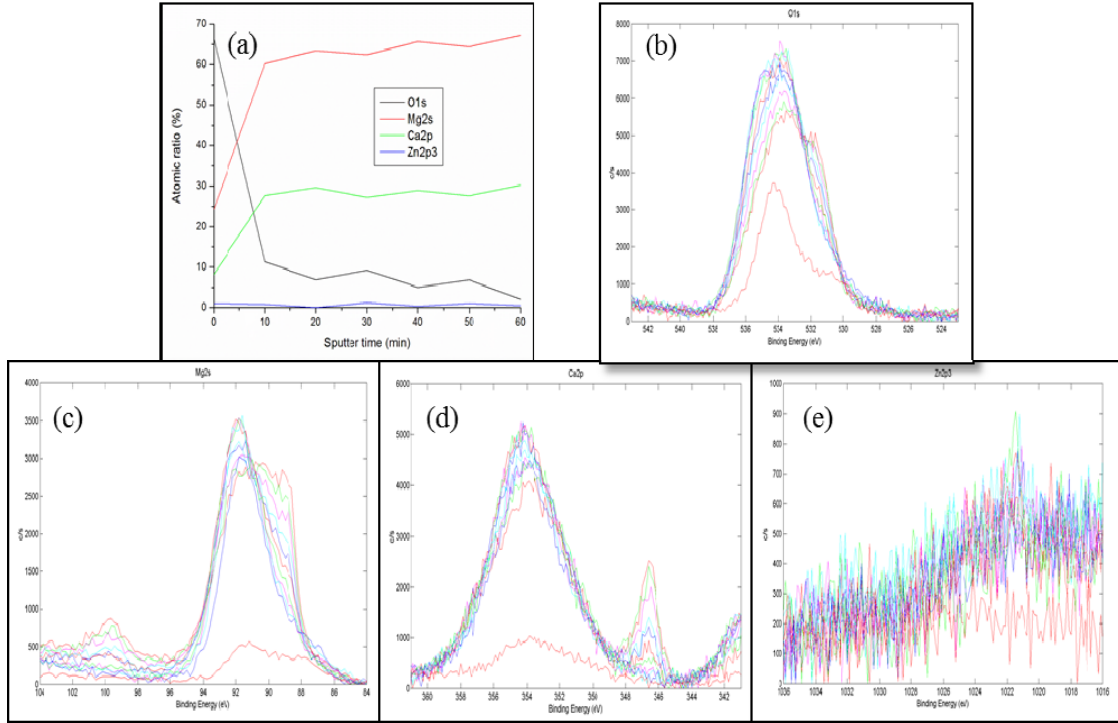 (a)
70
60
50
40
30
20
10
0
Atomic ratio (%)
O1s
Mg2s
Ca2p
Zn2p3
0 10 20 30 40 50 60
Sputter time (min)
O1s
(b)
8000
7000
6000
5000
4000
3000
2000
1000
0
c/s
542 540 538 536 534 532 530 528 526 524
Binding Energy (eV)
Mg2s
(c)
4000
3500
3000
2500
2000
1500
1000
500
0
c/s
104 102 100 98 96 94 92 90 88 86 84
Binding Energy (eV)
Ca2p
(d)
6000
5000
4000
3000
2000
1000
0
c/s
360 358 356 354 352 350 348 346 344 342
Binding Energy (eV)
Zn2p3
(e)
1000
900
800
700
600
500
400
300
200
100
0
c/s
1036 1034 1032 1030 1028 1026 1024 1022 1020 1018 1016
Binding Energy (eV)